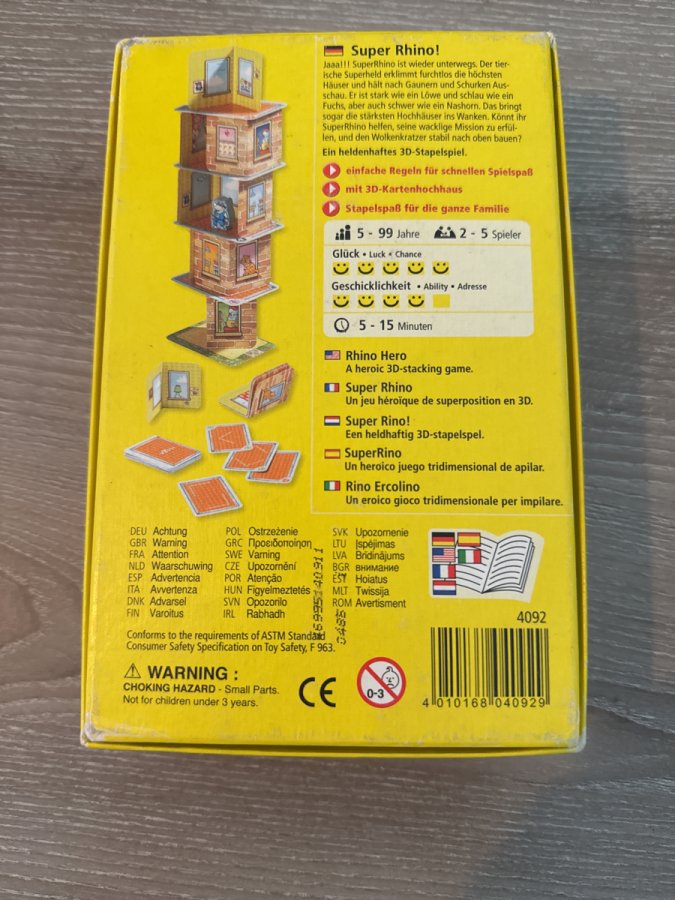 Super Rhino!
Jaaa!!! SuperRhino ist wieder unterwegs. Der tier-
ische Superheld erklimmt furchtlos die höchsten
Häuser und hält nach Gaunern und Schurken Aus-
schau. Er ist stark wie ein Löwe und schlau wie ein
Fuchs, aber auch schwer wie ein Nashorn. Das bringt
sogar die stärksten Hochhäuser ins Wanken. Könnt ihr
SuperRhino helfen, seine wacklige Mission zu erfül-
len, und den Wolkenkratzer stabil nach oben bauen?
Ein heldenhaftes 3D-Stapelspiel.
einfache Regeln für schnellen Spielspaß
mit 3D-Kartenhochhaus
Stapelspaß für die ganze Familie
5 - 99 Jahre 2 - 5 Spieler
Glück • Luck • Chance
Geschicklichkeit • Ability • Adresse
5 - 15 Minuten
Rhino Hero
A heroic 3D-stacking game.
Super Rhino
Un jeu héroïque de superposition en 3D.
Super Rino!
Een heldhaftig 3D-stapelspel.
SuperRino
Un heroico juego tridimensional de apilar.
Rino Ercolino
Un eroico gioco tridimensionale per impilare.
DEU Achtung
GBR Warning
FRA Attention
NLD Waarschuwing
ESP Advertencia
ITA Avvertenza
DNK Advarsel
FIN Varoitus
POL Ostrzeżenie
GRC Προειδοποίηση
SWE Varning
CZE Upozornění
POR Atenção
HUN Figyelmeztetés
SVN Opozorilo
IRL Rabhadh
SVK Upozornenie
LTU Įspėjimas
LVA Brīdinājums
BGR внимание
EST Hoiatus
MLT Twissija
ROM Avertisment
Conforms to the requirements of ASTM Standard
Consumer Safety Specification on Toy Safety, F 963.
WARNING :
CHOKING HAZARD - Small Parts.
Not for children under 3 years.
CE
0-3
4092
4 010168 040929